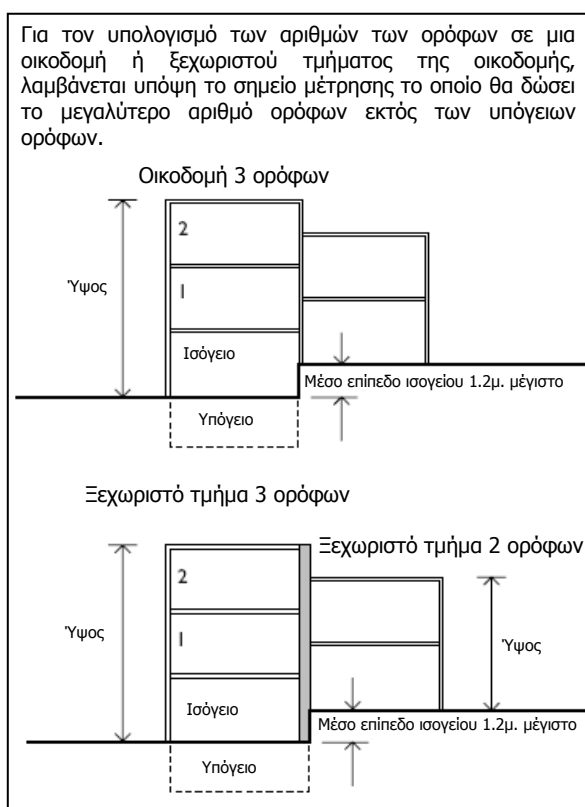 Για τον υπολογισμό των αριθμών των ορόφων σε μια
οικοδομή ή ξεχωριστού τμήματος της οικοδομής,
λαμβάνεται υπόψη το σημείο μέτρησης το οποίο θα δώσει
το μεγαλύτερο αριθμό ορόφων εκτός των υπόγειων
ορόφων.
Οικοδομή 3 ορόφων
2
Ύψος
1
Ισόγειο
Μέσο επίπεδο ισογείου 1.2μ. μέγιστο
Υπόγειο
Ξεχωριστό τμήμα 3 ορόφων
Ξεχωριστό τμήμα 2 ορόφων
2
Ύψος
1
Ύψος
Ισόγειο
Μέσο επίπεδο ισογείου 1.2μ. μέγιστο
Υπόγειο